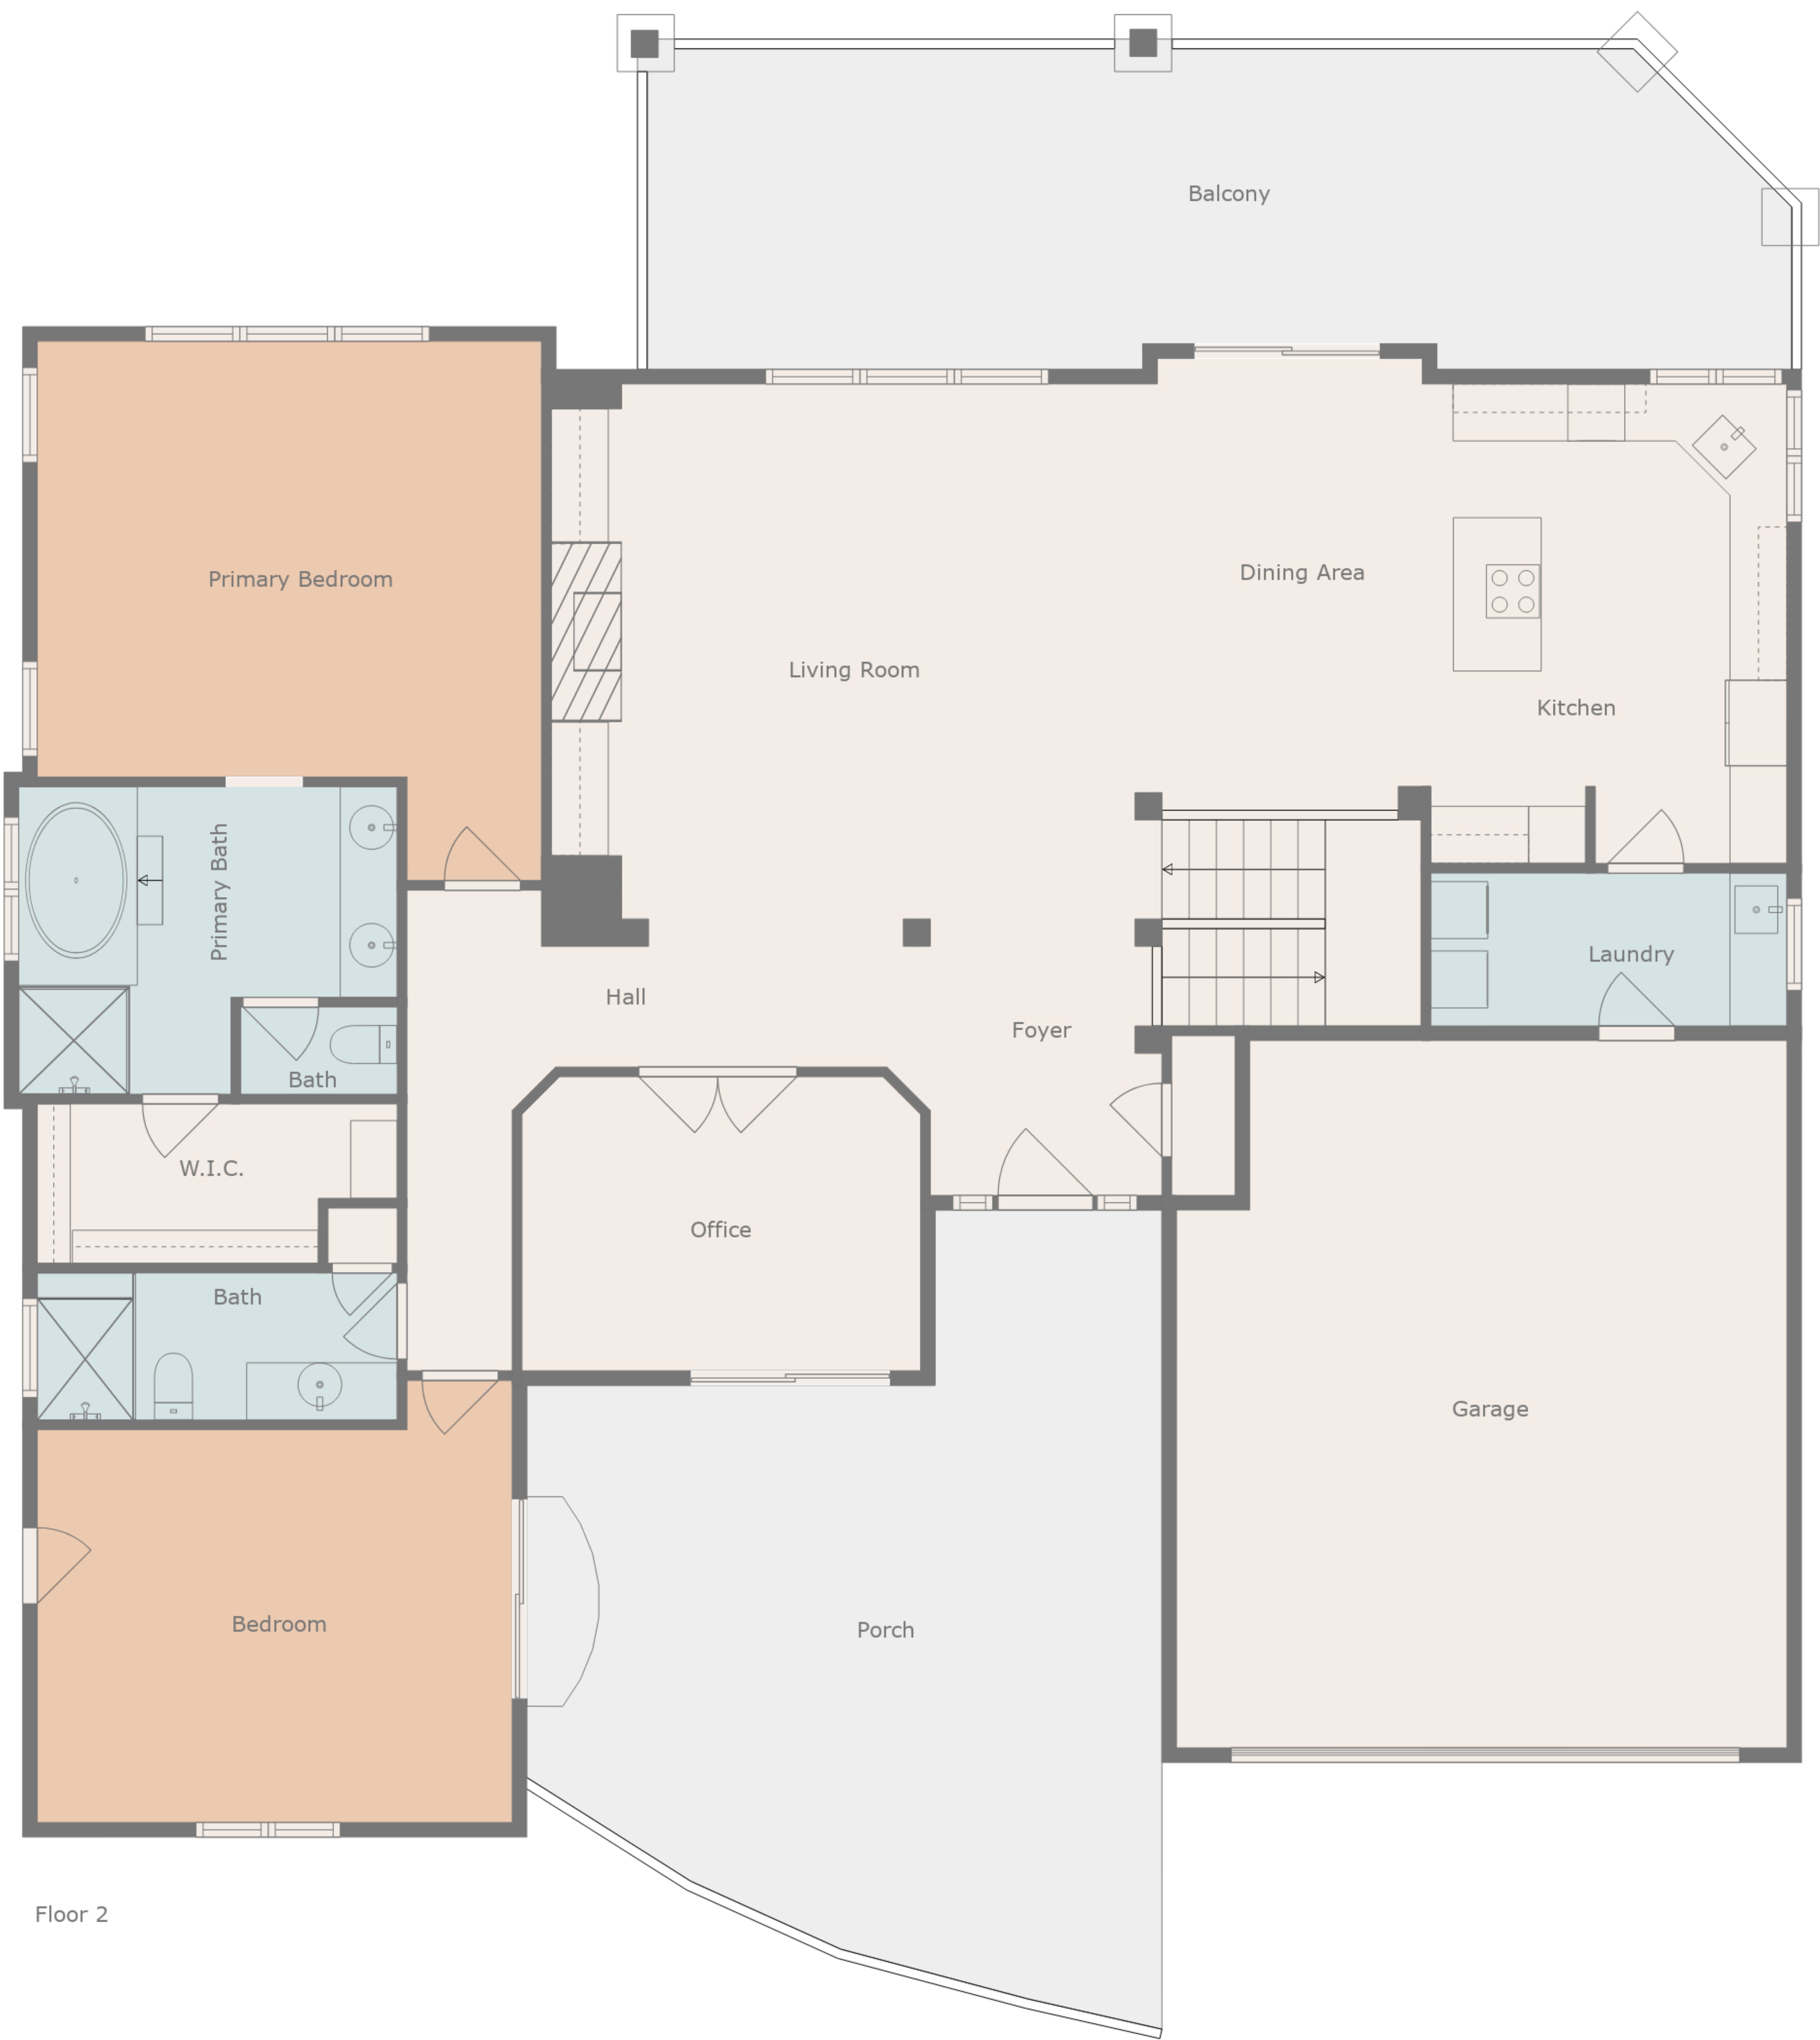 Balcony
Primary Bedroom
Dining Area
Living Room
Kitchen
Primary Bath
Laundry
Hall
Foyer
Bath
W.I.C.
Office
Bath
Garage
Bedroom
Porch
Floor 2